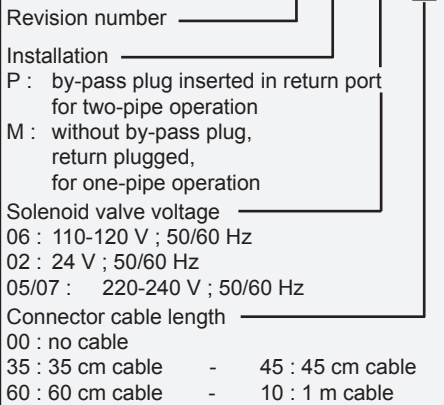 Revision number
Installation
P : by-pass plug inserted in return port
for two-pipe operation
M : without by-pass plug,
return plugged,
for one-pipe operation
Solenoid valve voltage
06 : 110-120 V ; 50/60 Hz
02 : 24 V ; 50/60 Hz
05/07 : 220-240 V ; 50/60 Hz
Connector cable length
00 : no cable
35 : 35 cm cable - 45 : 45 cm cable
60 : 60 cm cable - 10 : 1 m cable